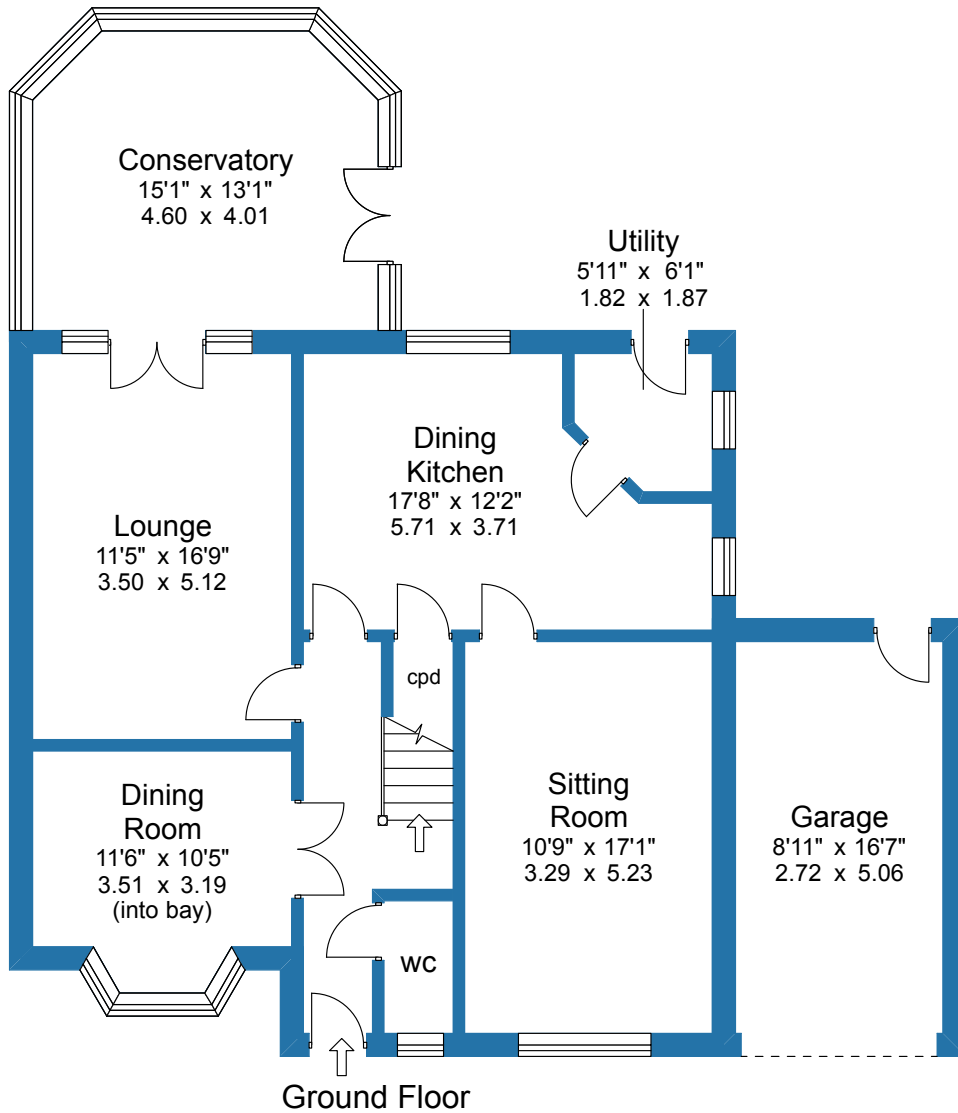 Conservatory
15'1" x 13'1"
4.60 x 4.01
Utility
5'11" x 6'1"
1.82 x 1.87
Dining
Kitchen
17'8" x 12'2"
5.71 x 3.71
Lounge
11'5" x 16'9"
3.50 x 5.12
cpd
Dining
Room
11'6" x 10'5"
3.51 x 3.19
(into bay)
Sitting
Room
10'9" x 17'1"
3.29 x 5.23
Garage
8'11" x 16'7"
2.72 x 5.06
wc
Ground Floor